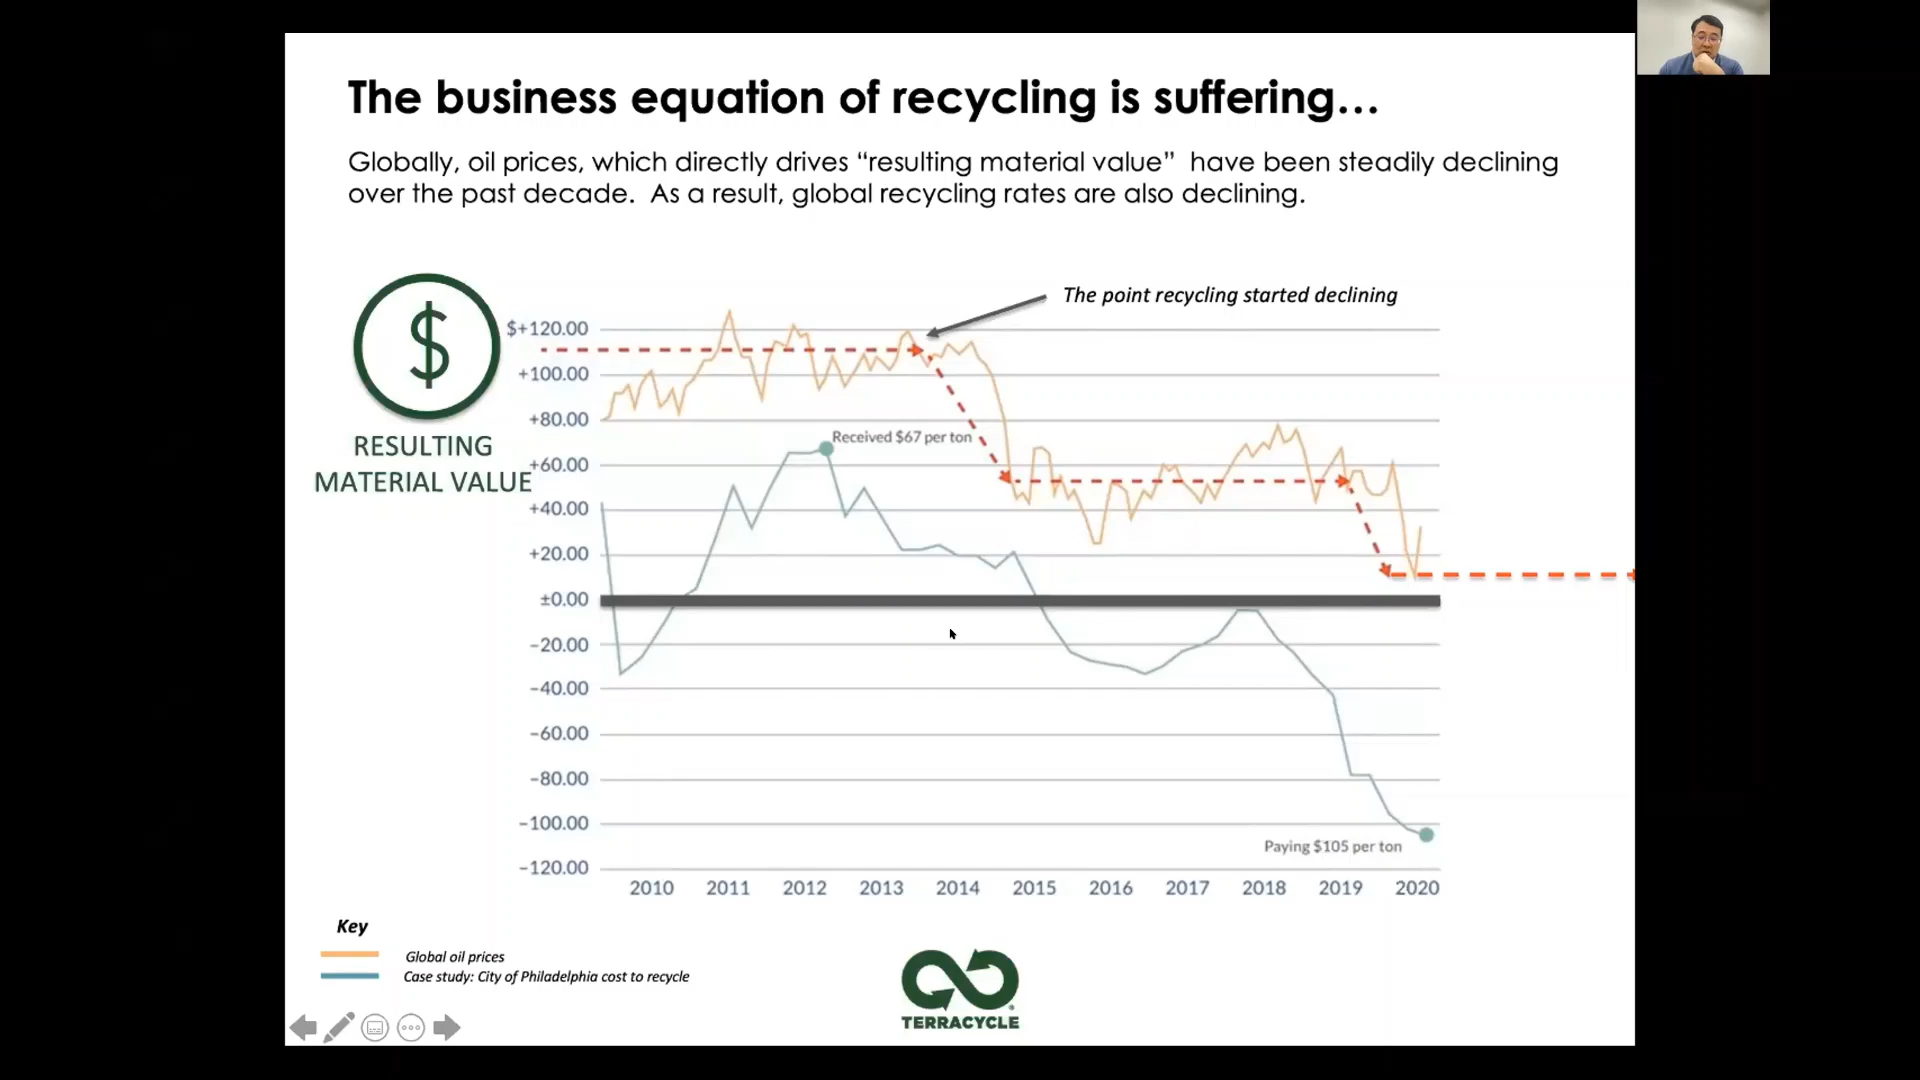 The business equation of recycling is suffering...
Globally, oil prices, which directly drives “resulting material value”  have been steadily declining
over the past decade.  As a result, global recycling rates are also declining.
The point recycling started declining
$
RESULTING
MATERIAL VALUE
$+120.00
+100.00
+80.00
+60.00
+40.00
+20.00
±0.00
−20.00
−40.00
−60.00
−80.00
−100.00
−120.00
Received $67 per ton
Paying $105 per ton
2010 2011 2012 2013 2014 2015 2016 2017 2018 2019 2020
Key
Global oil prices
Case study: City of Philadelphia cost to recycle
TERRACYCLE